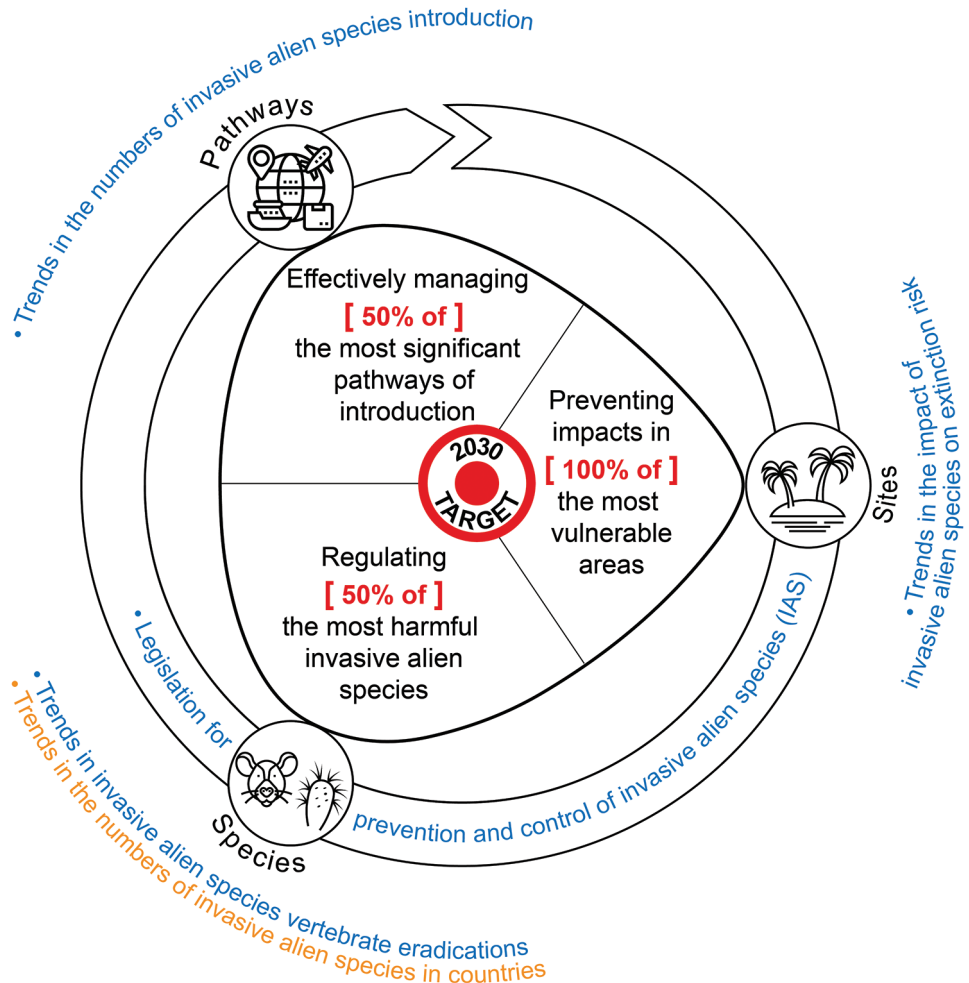 • Trends in the numbers of invasive alien species introduction
Pathways
Effectively managing
[ 50% of ]
the most significant
pathways of
introduction
Preventing
impacts in
[ 100% of ]
the most
vulnerable
areas
2030
TARGET
Regulating
[ 50% of ]
the most harmful
invasive alien
species
Sites
• Trends in the impact of
invasive alien species on extinction risk
• Legislation for
prevention and control of invasive alien species (IAS)
Species
• Trends in invasive alien species vertebrate eradications
• Trends in the numbers of invasive alien species in countries